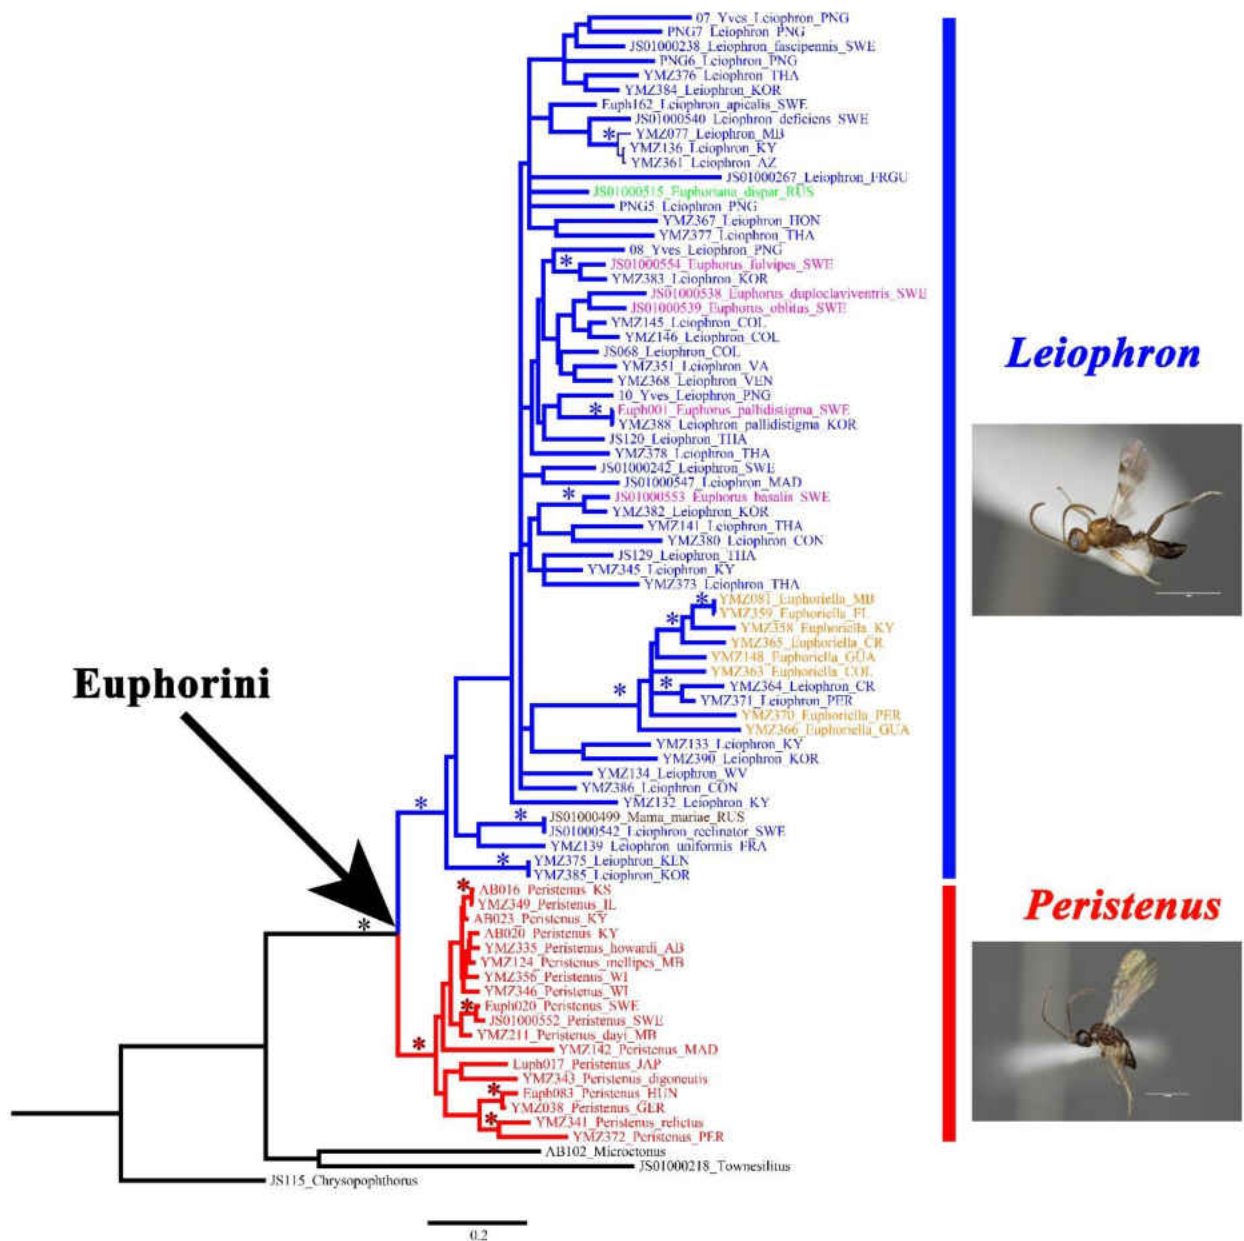 07_Yves_Leiophron_PNG
PNG7_Leiophron_PNG
JS01000238_Leiophron_fascipennis_SWE
PNG6_Leiophron_PNG
YMZ376_Leiophron_THA
YMZ384_Leiophron_KOR
Euph162_Leiophron_apicalis_SWE
JS01000540_Leiophron_deficiens_SWE
*
YMZ077_Leiophron_MB
YMZ136_Leiophron_KY
YMZ361_Leiophron_AZ
JS01000267_Leiophron_FRGU
JS01000515_Euphoriana_dispar_RUS
PNG5_Leiophron_PNG
YMZ367_Leiophron_HON
YMZ377_Leiophron_THA
08_Yves_Leiophron_PNG
*
JS01000554_Euphorus_fulvipes_SWE
YMZ383_Leiophron_KOR
JS01000538_Euphorus_duploclaviventris_SWE
JS01000539_Euphorus_oblitus_SWE
YMZ145_Leiophron_COL
YMZ146_Leiophron_COL
JS068_Leiophron_COL
YMZ351_Leiophron_VA
YMZ368_Leiophron_VEN
10_Yves_Leiophron_PNG
*
Euph001_Euphorus_pallidistigma_SWE
YMZ388_Leiophron_pallidistigma_KOR
JS120_Leiophron_THA
YMZ378_Leiophron_THA
JS01000242_Leiophron_SWE
JS01000547_Leiophron_MAD
*
JS01000553_Euphorus_basalis_SWE
YMZ382_Leiophron_KOR
YMZ141_Leiophron_THA
YMZ380_Leiophron_CON
JS129_Leiophron_THA
YMZ345_Leiophron_KY
YMZ373_Leiophron_THA
*
YMZ081_Euphoriella_MB
YMZ359_Euphoriella_FL
*
YMZ358_Euphoriella_KY
YMZ365_Euphoriella_CR
YMZ148_Euphoriella_GUA
YMZ363_Euphoriella_COL
*
*
YMZ364_Leiophron_CR
YMZ371_Leiophron_PER
YMZ370_Euphoriella_PER
YMZ366_Euphoriella_GUA
YMZ133_Leiophron_KY
YMZ390_Leiophron_KOR
YMZ134_Leiophron_WV
YMZ386_Leiophron_CON
YMZ132_Leiophron_KY
*
*
JS01000499_Mama_mariae_RUS
JS01000542_Leiophron_reclinator_SWE
YMZ139_Leiophron_uniformis_FRA
*
YMZ375_Leiophron_KEN
YMZ385_Leiophron_KOR
*
AB016_Peristenus_KS
YMZ349_Peristenus_IL
AB023_Peristenus_KY
*
AB020_Peristenus_KY
YMZ335_Peristenus_howardi_AB
YMZ124_Peristenus_mellipes_MB
YMZ356_Peristenus_WI
YMZ346_Peristenus_WI
*
Euph020_Peristenus_SWE
JS01000552_Peristenus_SWE
YMZ211_Peristenus_dayi_MB
*
YMZ142_Peristenus_MAD
Euph017_Peristenus_JAP
YMZ343_Peristenus_digoneutis
*
Euph083_Peristenus_HUN
YMZ038_Peristenus_GER
*
YMZ341_Peristenus_relictus
YMZ372_Peristenus_PER
AB102_Microctonus
JS01000218_Townesilitus
JS115_Chrysopophthorus
0.2
Euphorini
Leiophron
Peristenus